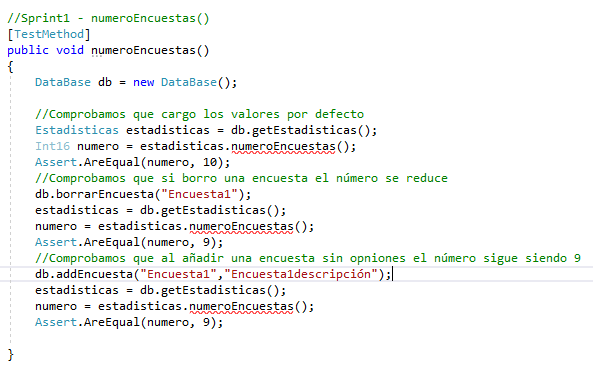 //Sprint1 - numeroEncuestas()
[TestMethod]
public void numeroEncuestas()
{
DataBase db = new DataBase();
//Comprobamos que cargo los valores por defecto
Estadisticas estadisticas = db.getEstadisticas();
Int16 numero = estadisticas.numeroEncuestas();
Assert.AreEqual(numero, 10);
//Comprobamos que si borro una encuesta el número se reduce
db.borrarEncuesta("Encuesta1");
estadisticas = db.getEstadisticas();
numero = estadisticas.numeroEncuestas();
Assert.AreEqual(numero, 9);
//Comprobamos que al añadir una encuesta sin opniones el número sigue siendo 9
db.addEncuesta("Encuesta1","Encuesta1descripción");
estadisticas = db.getEstadisticas();
numero = estadisticas.numeroEncuestas();
Assert.AreEqual(numero, 9);
}